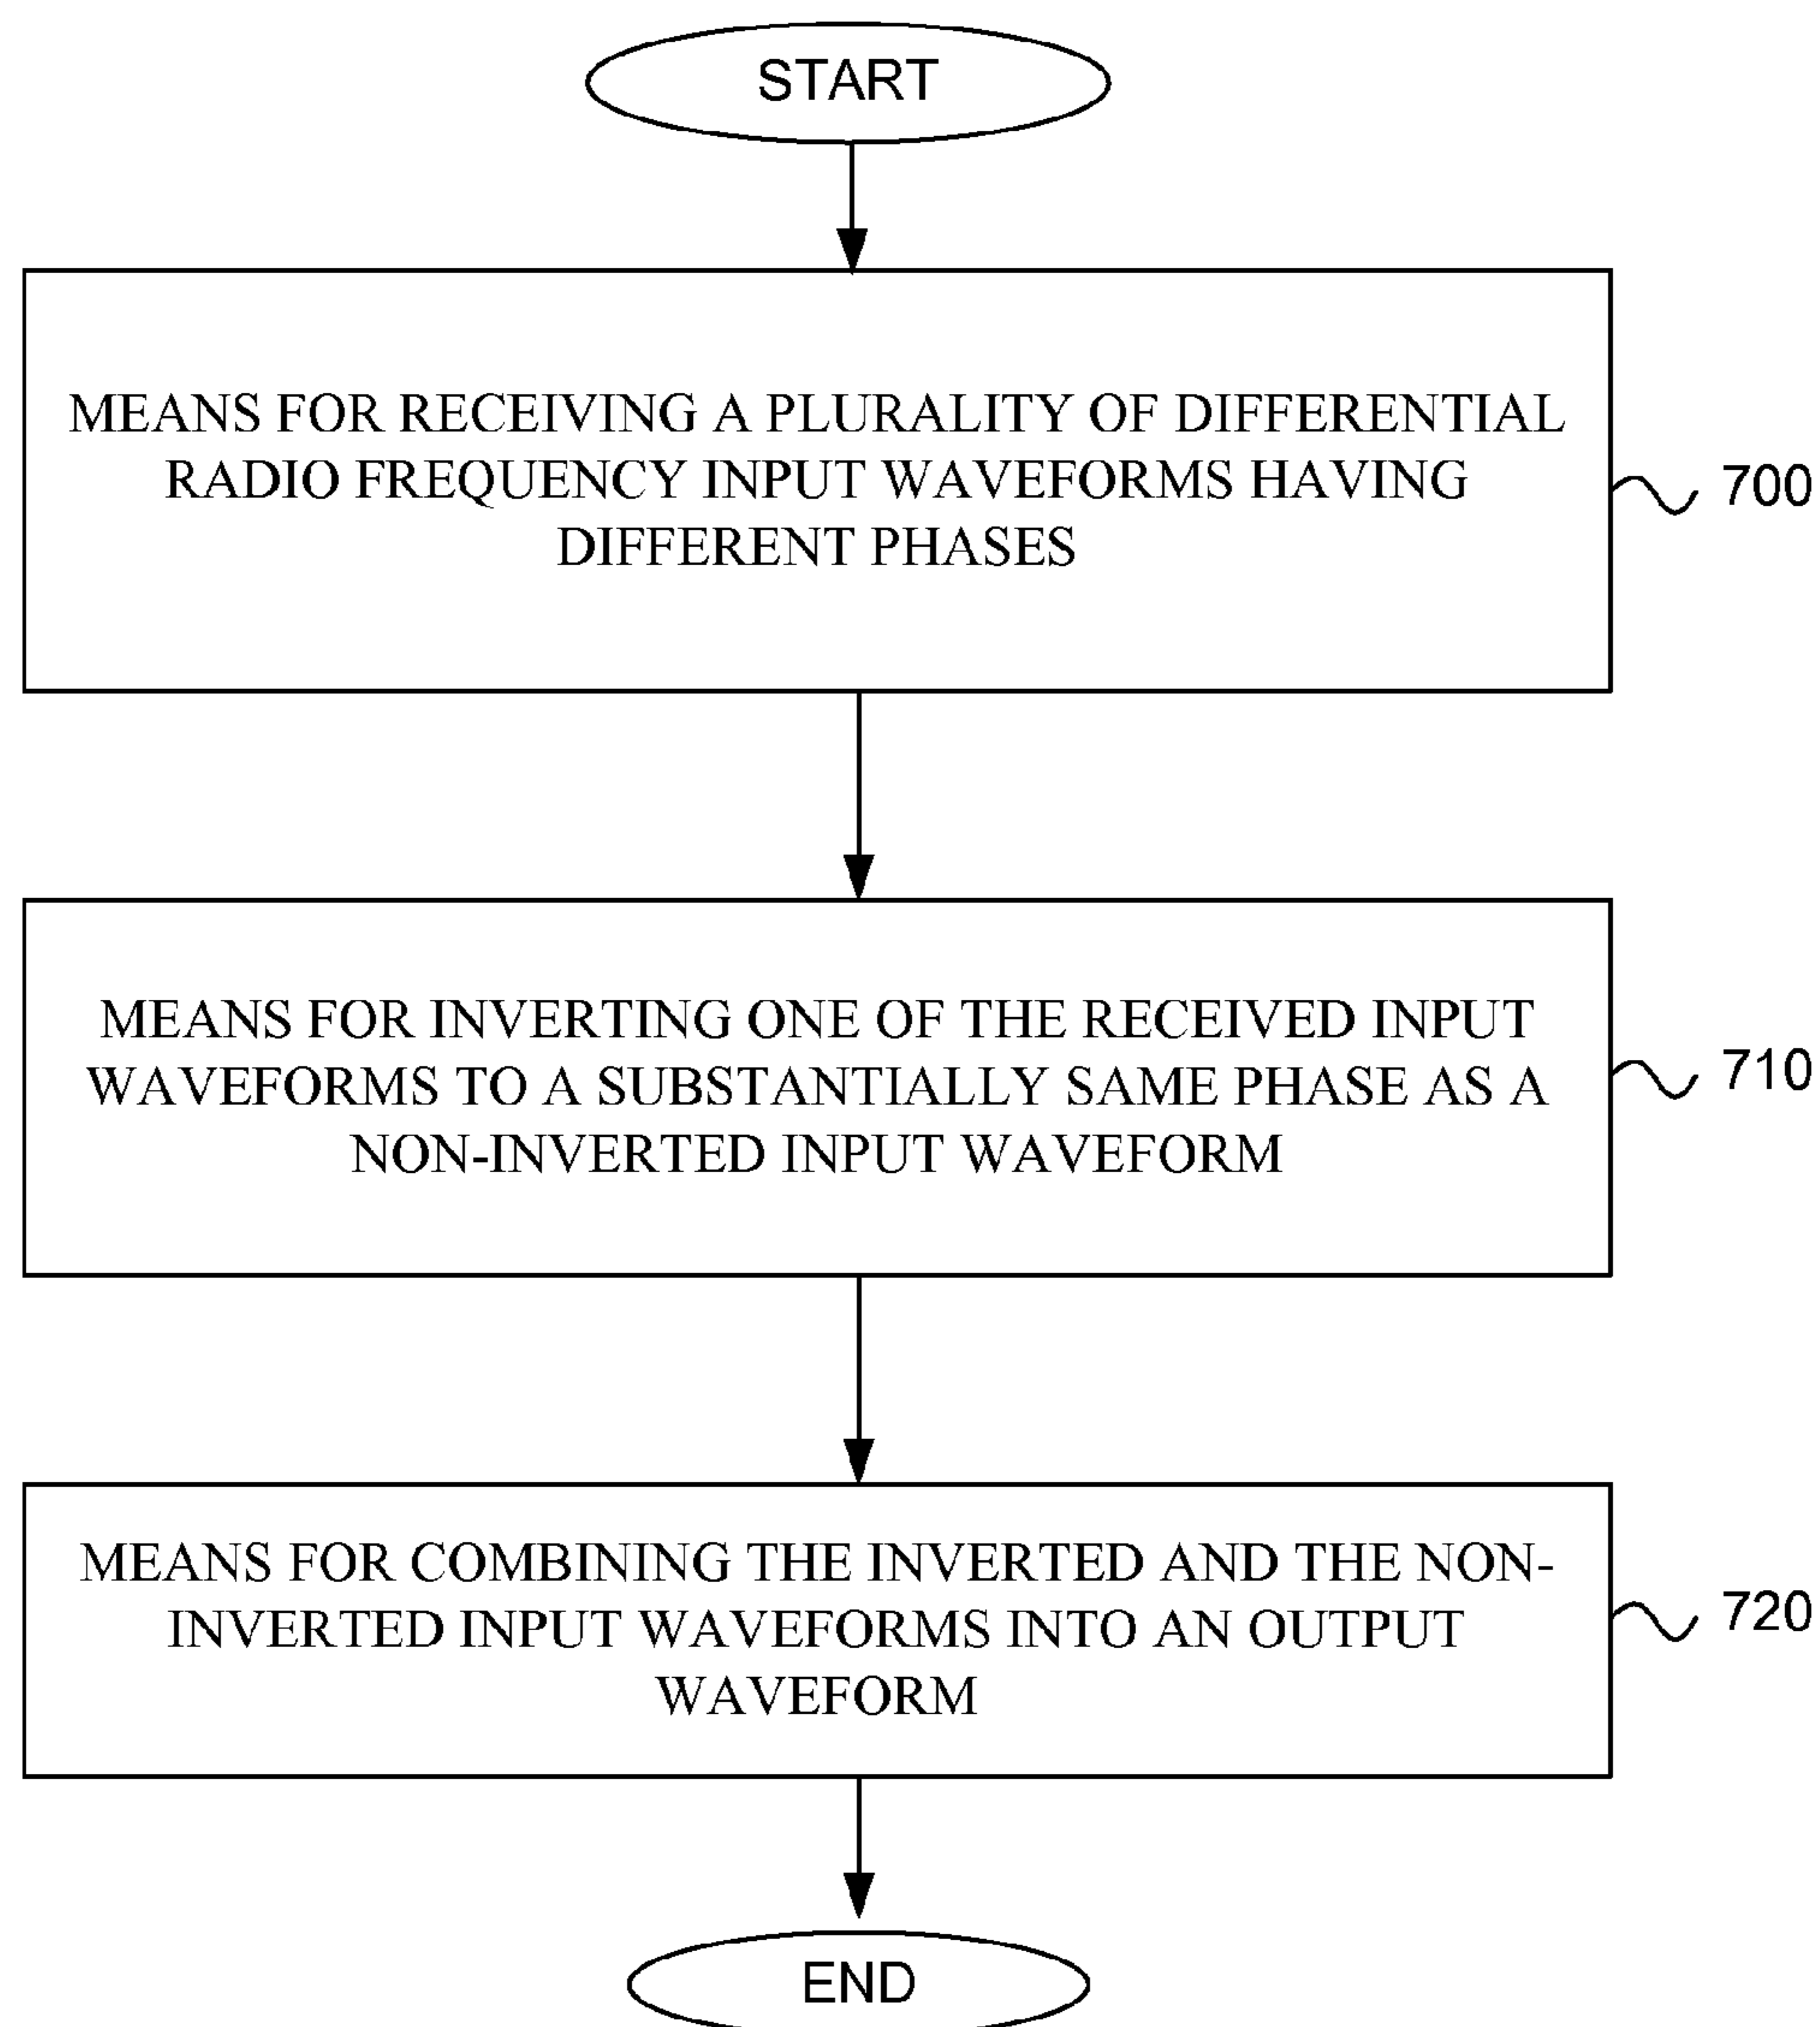 START
MEANS FOR RECEIVING A PLURALITY OF DIFFERENTIAL
RADIO FREQUENCY INPUT WAVEFORMS HAVING
DIFFERENT PHASES
700
MEANS FOR INVERTING ONE OF THE RECEIVED INPUT
WAVEFORMS TO A SUBSTANTIALLY SAME PHASE AS A
NON-INVERTED INPUT WAVEFORM
710
MEANS FOR COMBINING THE INVERTED AND THE NON-
INVERTED INPUT WAVEFORMS INTO AN OUTPUT
WAVEFORM
720
END